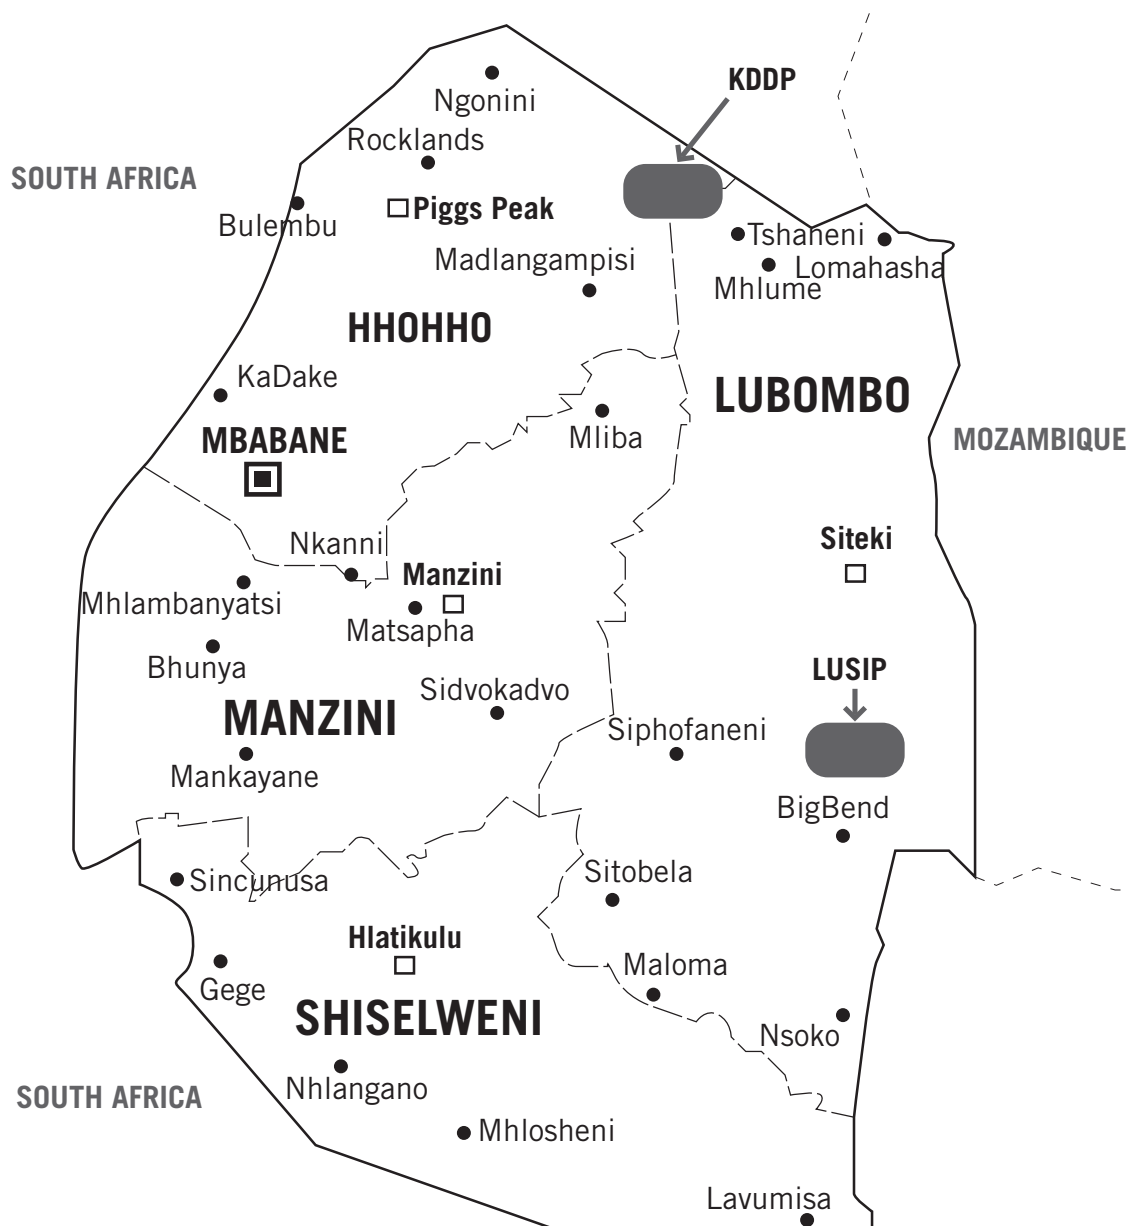 KDDP
Ngonini
Rocklands
SOUTH AFRICA
Piggs Peak
Bulembu
Tshaneni
Madlangampisi
Lomahasha
Mhlume
HHOHHO
KaDake
LUBOMBO
MBABANE
Mliba
MOZAMBIQUE
Siteki
Nkanni
Manzini
Mhlambanyatsi
Matsapha
Bhunya
LUSIP
Sidvokadvo
MANZINI
Siphofaneni
Mankayane
BigBend
Sitobela
Sincunusa
Hlatikulu
Maloma
Gege
SHISELWENI
Nsoko
Nhlangano
SOUTH AFRICA
Mhlosheni
Lavumisa